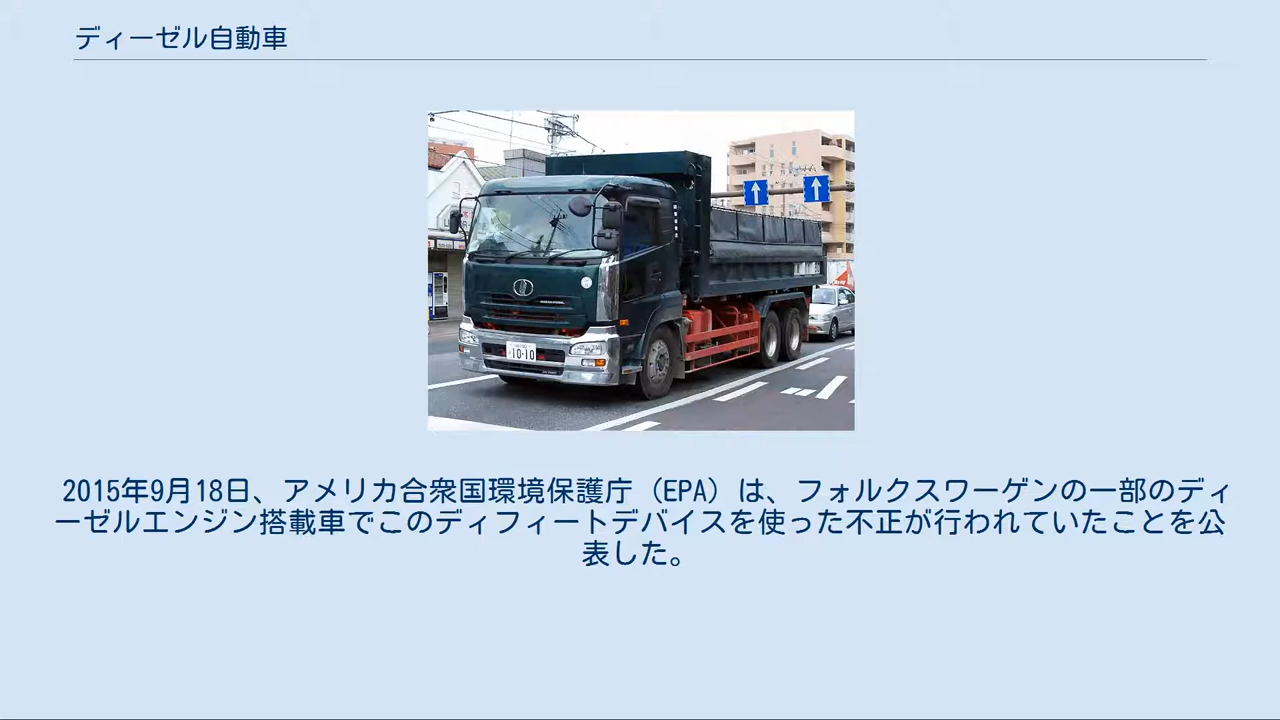 ディーゼル自動車
10-10
2015年9月18日、アメリカ合衆国環境保護庁（EPA）は、フォルクスワーゲンの一部のディ
ーゼルエンジン搭載車でこのディフィートデバイスを使った不正が行われていたことを公
表した。